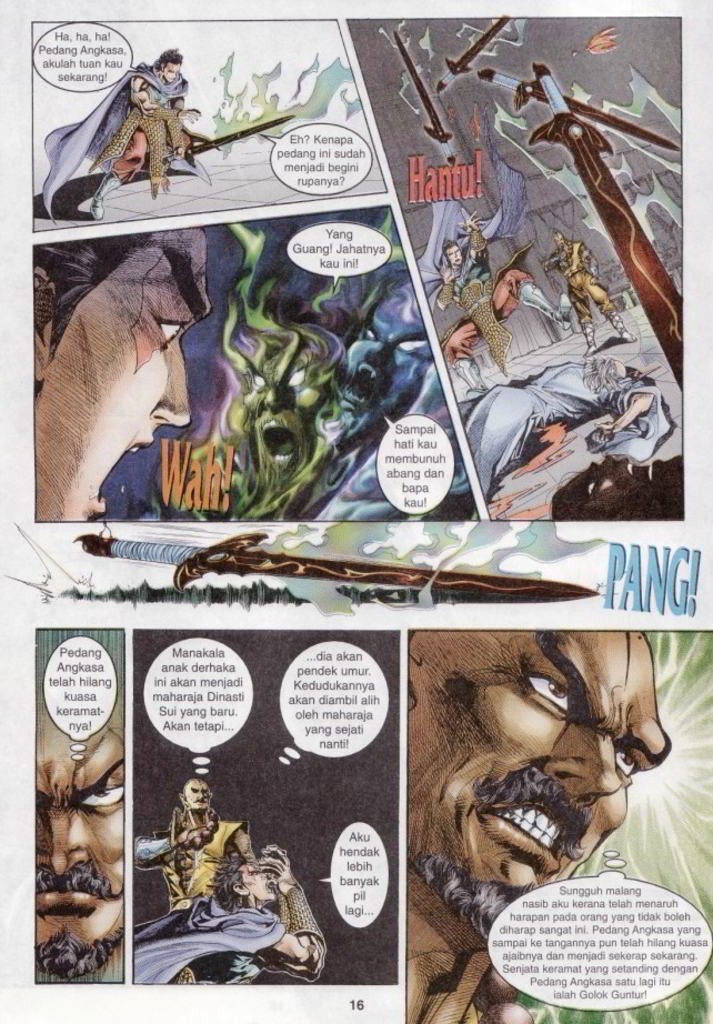 Ha, ha, ha!
Pedang Angkasa,
akulah tuan kau
sekarang!
Eh? Kenapa
pedang ini sudah
menjadi begini
rupanya?
Hantu!
Yang
Guang! Jahatnya
kau ini!
Wah!
Sampai
hati kau
membunuh
abang dan
bapa
kau!
PANG!
Pedang
Angkasa
telah hilang
kuasa
keramat-
nya!
Manakala
anak derhaka
ini akan menjadi
maharaja Dinasti
Sui yang baru.
Akan tetapi...
...dia akan
pendek umur.
Kedudukannya
akan diambil alih
oleh maharaja
yang sejati
nanti!
Aku
hendak
lebih
banyak
pil
lagi...
Sungguh malang
nasib aku kerana telah menaruh
harapan pada orang yang tidak boleh
diharap sangat ini. Pedang Angkasa yang
sampai ke tangannya pun telah hilang kuasa
ajaibnya dan menjadi sekerap sekarang.
Senjata keramat yang setanding dengan
Pedang Angkasa satu lagi itu
ialah Golok Guntur!
16